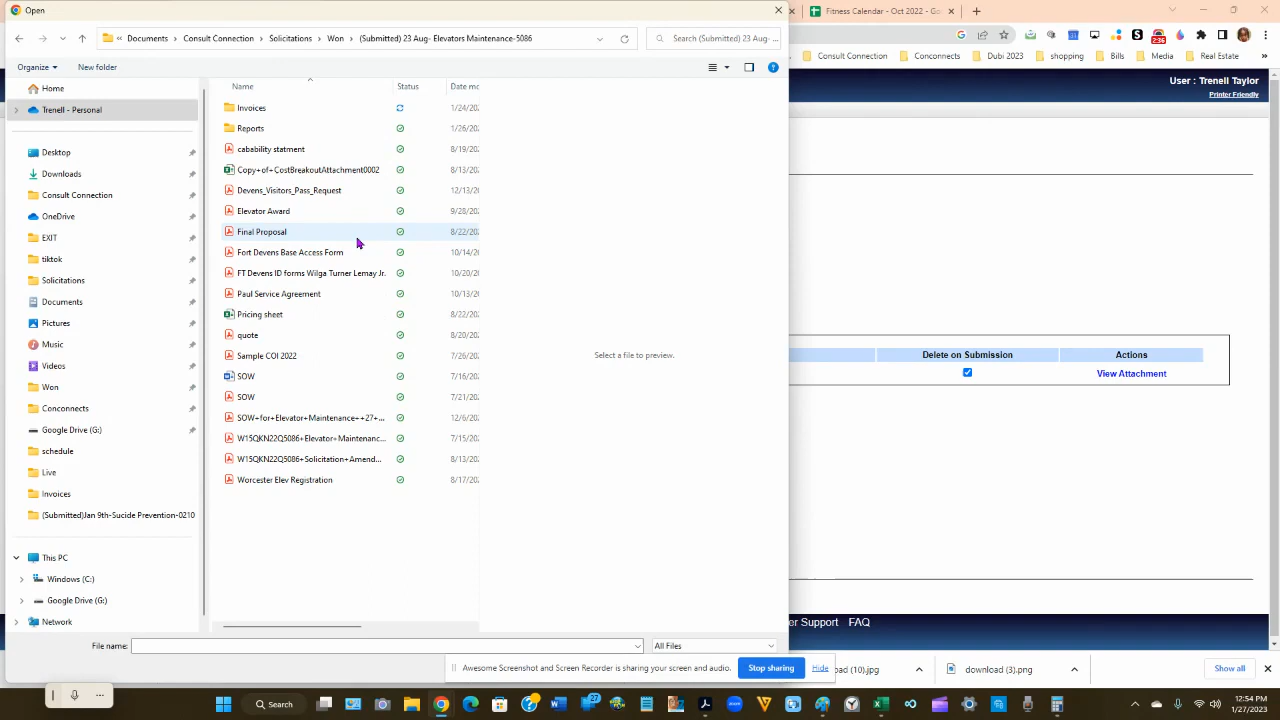 Open
Fitness Calendar - Oct 2022 -
Documents
Consult Connection
Solicitations
Won
(Submitted) 23 Aug- Elevators Maintenance-5086
Search (Submitted) 23 Aug- ...
2:36
Organize
New folder
Consult Connection
Conconnects
Dubi 2023
shopping
Bills
Media
Real Estate
User : Trenell Taylor
Printer Friendly
Home
Trenell - Personal
Desktop
Downloads
Consult Connection
OneDrive
EXIT
tiktok
Solicitations
Documents
Pictures
Music
Videos
Won
Conconnects
Google Drive (G:)
schedule
Live
Invoices
(Submitted)Jan 9th-Sucide Prevention-0210
This PC
Windows (C:)
Google Drive (G:)
Network
Name Status Date mo
Invoices 1/24/20
Reports 1/26/20
cabability statment 8/19/20
Copy+of+CostBreakoutAttachment0002 8/13/20
Devens_Visitors_Pass_Request 12/13/20
Elevator Award 9/28/20
Final Proposal 8/22/20
Fort Devens Base Access Form 10/14/20
FT Devens ID forms Wilga Turner Lemay Jr. 10/20/20
Paul Service Agreement 10/13/20
Pricing sheet 8/22/20
quote 8/20/20
Sample COI 2022 7/26/20
SOW 7/16/20
SOW 7/21/20
SOW+for+Elevator+Maintenance++27+... 12/6/20
W15QKN22Q5086+Elevator+Maintenanc... 7/15/20
W15QKN22Q5086+Solicitation+Amend... 8/13/20
Worcester Elev Registration 8/17/20
Select a file to preview.
Delete on Submission
Actions
View Attachment
er Support FAQ
File name:
All Files
Awesome Screenshot and Screen Recorder is sharing your screen and audio.
Stop sharing
Hide
oad (10).jpg
download (3).png
Show all
Search
27
12:54 PM
1/27/2023